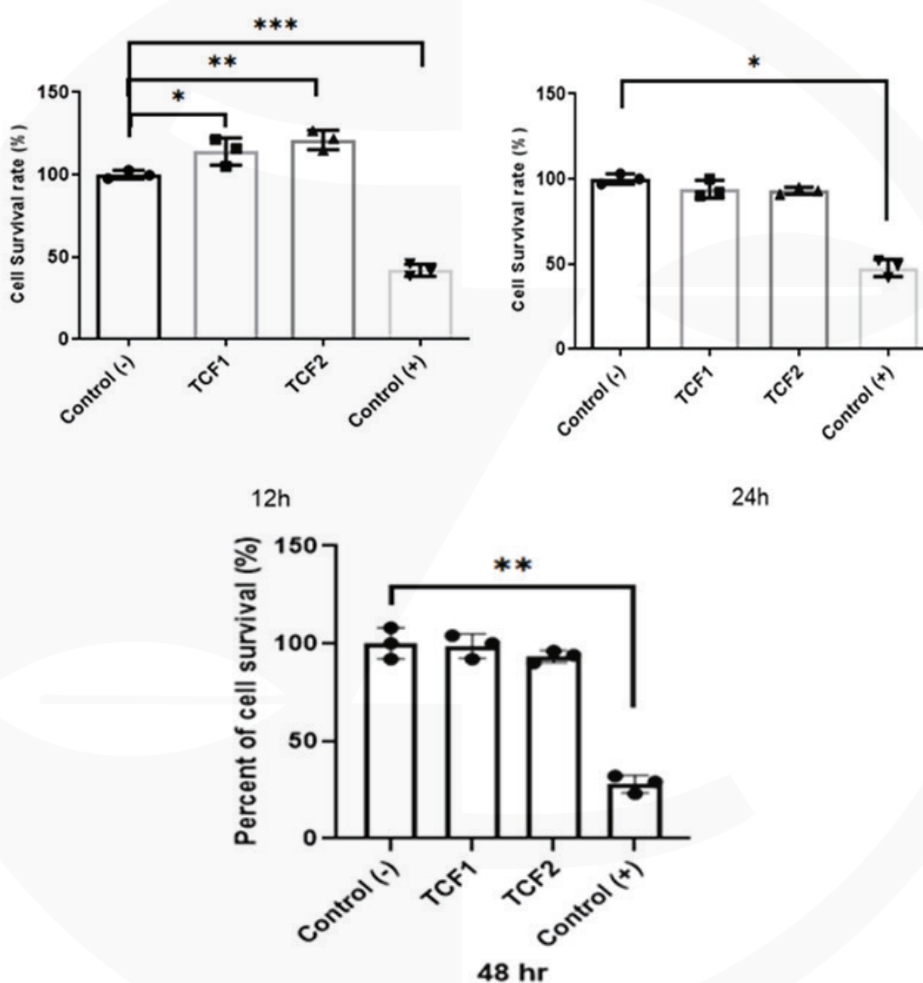 ***
**
*
Cell Survival rate (%)
150
100
50
0
Control (-)
TCF1
TCF2
Control (+)
12h
*
Cell Survival rate (%)
150
100
50
0
Control (-)
TCF1
TCF2
Control (+)
24h
**
Percent of cell survival (%)
150
100
50
0
Control (-)
TCF1
TCF2
Control (+)
48 hr